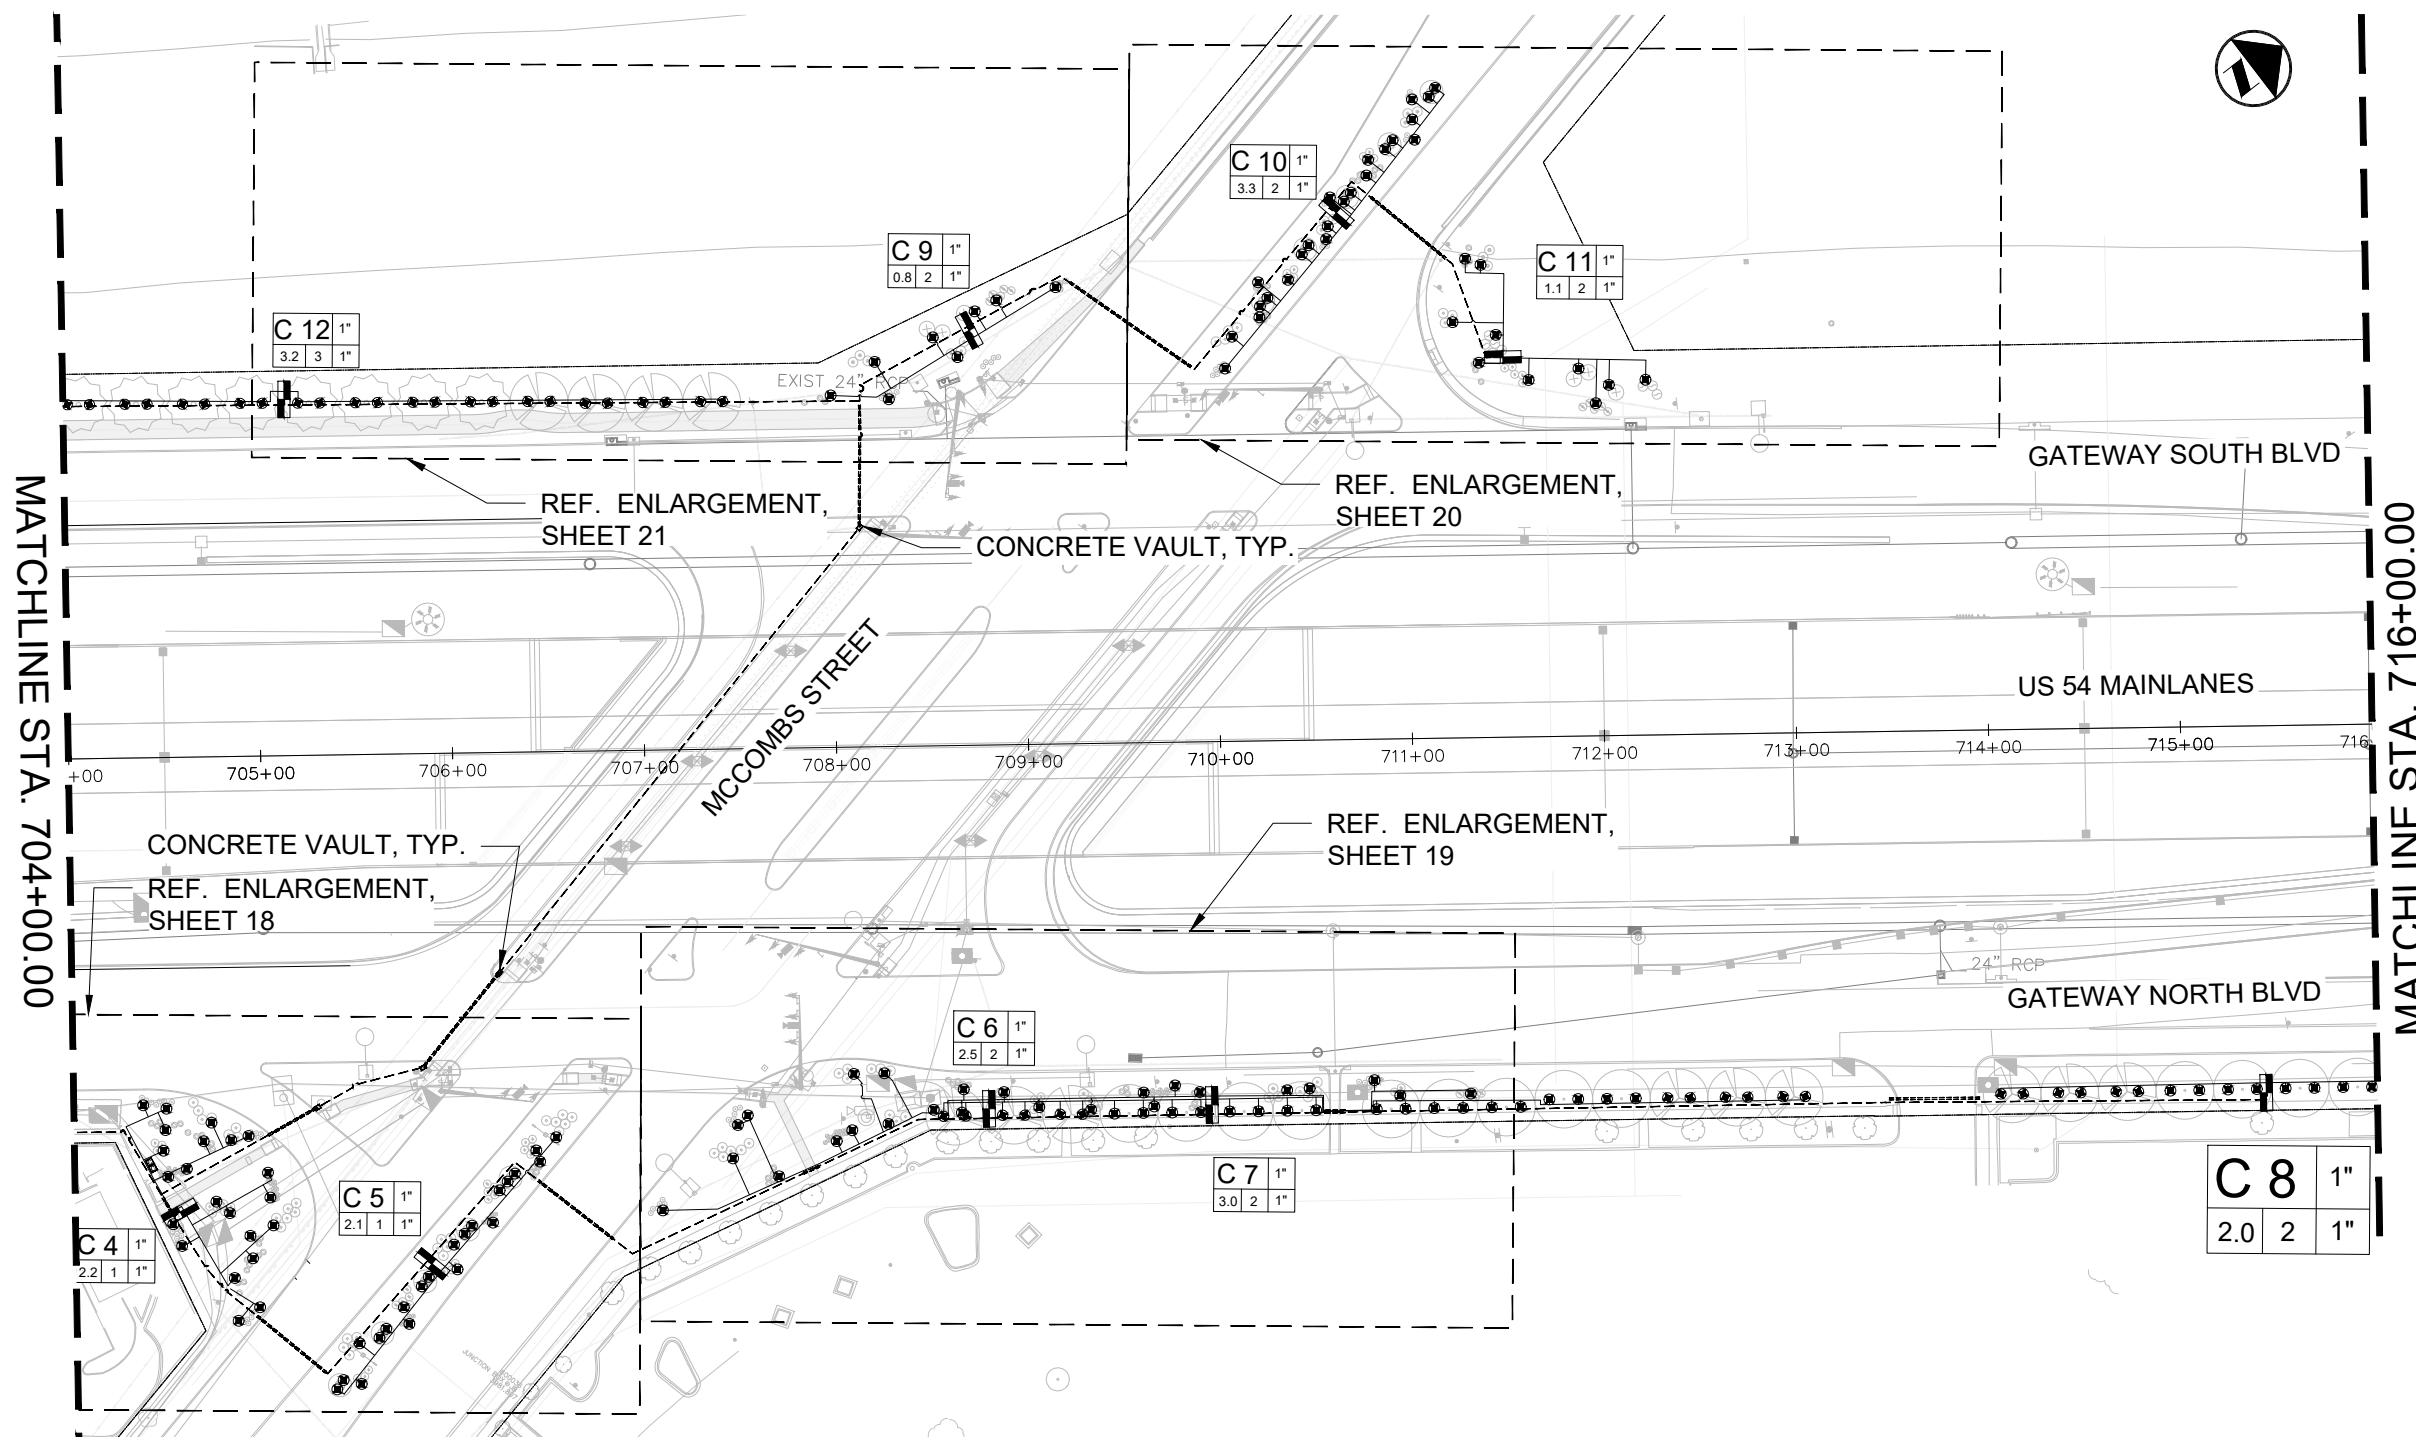 C 10 1"
3.3 2 1"
C 9 1"
0.8 2 1"
C 11 1"
1.1 2 1"
C 12 1"
3.2 3 1"
EXIST 24" RCP
GATEWAY SOUTH BLVD
REF. ENLARGEMENT,
SHEET 21
REF. ENLARGEMENT,
SHEET 20
CONCRETE VAULT, TYP.
MATCHLINE STA. 704+00.00
MATCHLINE STA. 716+00.00
MCCOMBS STREET
US 54 MAINLANES
+00
705+00
706+00
707+00
708+00
709+00
710+00
711+00
712+00
713+00
714+00
715+00
716
CONCRETE VAULT, TYP.
REF. ENLARGEMENT,
SHEET 18
REF. ENLARGEMENT,
SHEET 19
24" RCP
GATEWAY NORTH BLVD
C 6 1"
2.5 2 1"
C 5 1"
2.1 1 1"
C 7 1"
3.0 2 1"
C 8 1"
2.0 2 1"
C 4 1"
2.2 1 1"